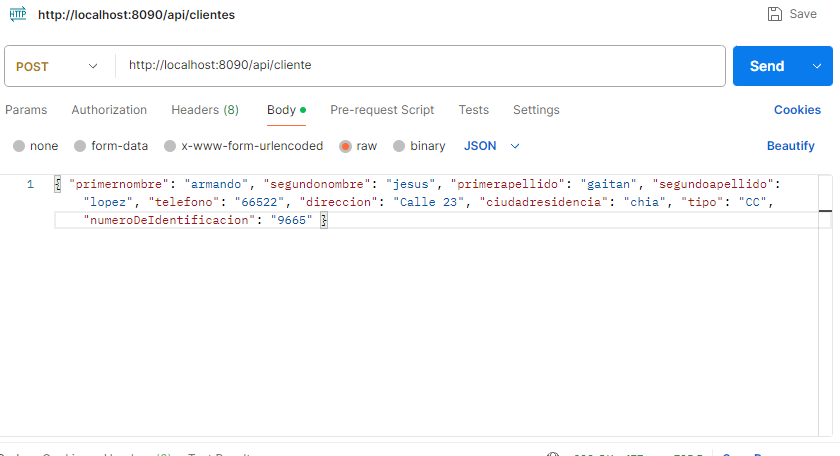 HTTP http://localhost:8090/api/clientes Save
POST http://localhost:8090/api/cliente Send
Params Authorization Headers (8) Body Pre-request Script Tests Settings Cookies
none form-data x-www-form-urlencoded raw binary JSON Beautify
1 { "primernombre": "armando", "segundonombre": "jesus", "primerapellido": "gaitan", "segundoapellido":
"lopez", "telefono": "66522", "direccion": "Calle 23", "ciudadresidencia": "chia", "tipo": "CC",
"numeroDeIdentificacion": "9665" }